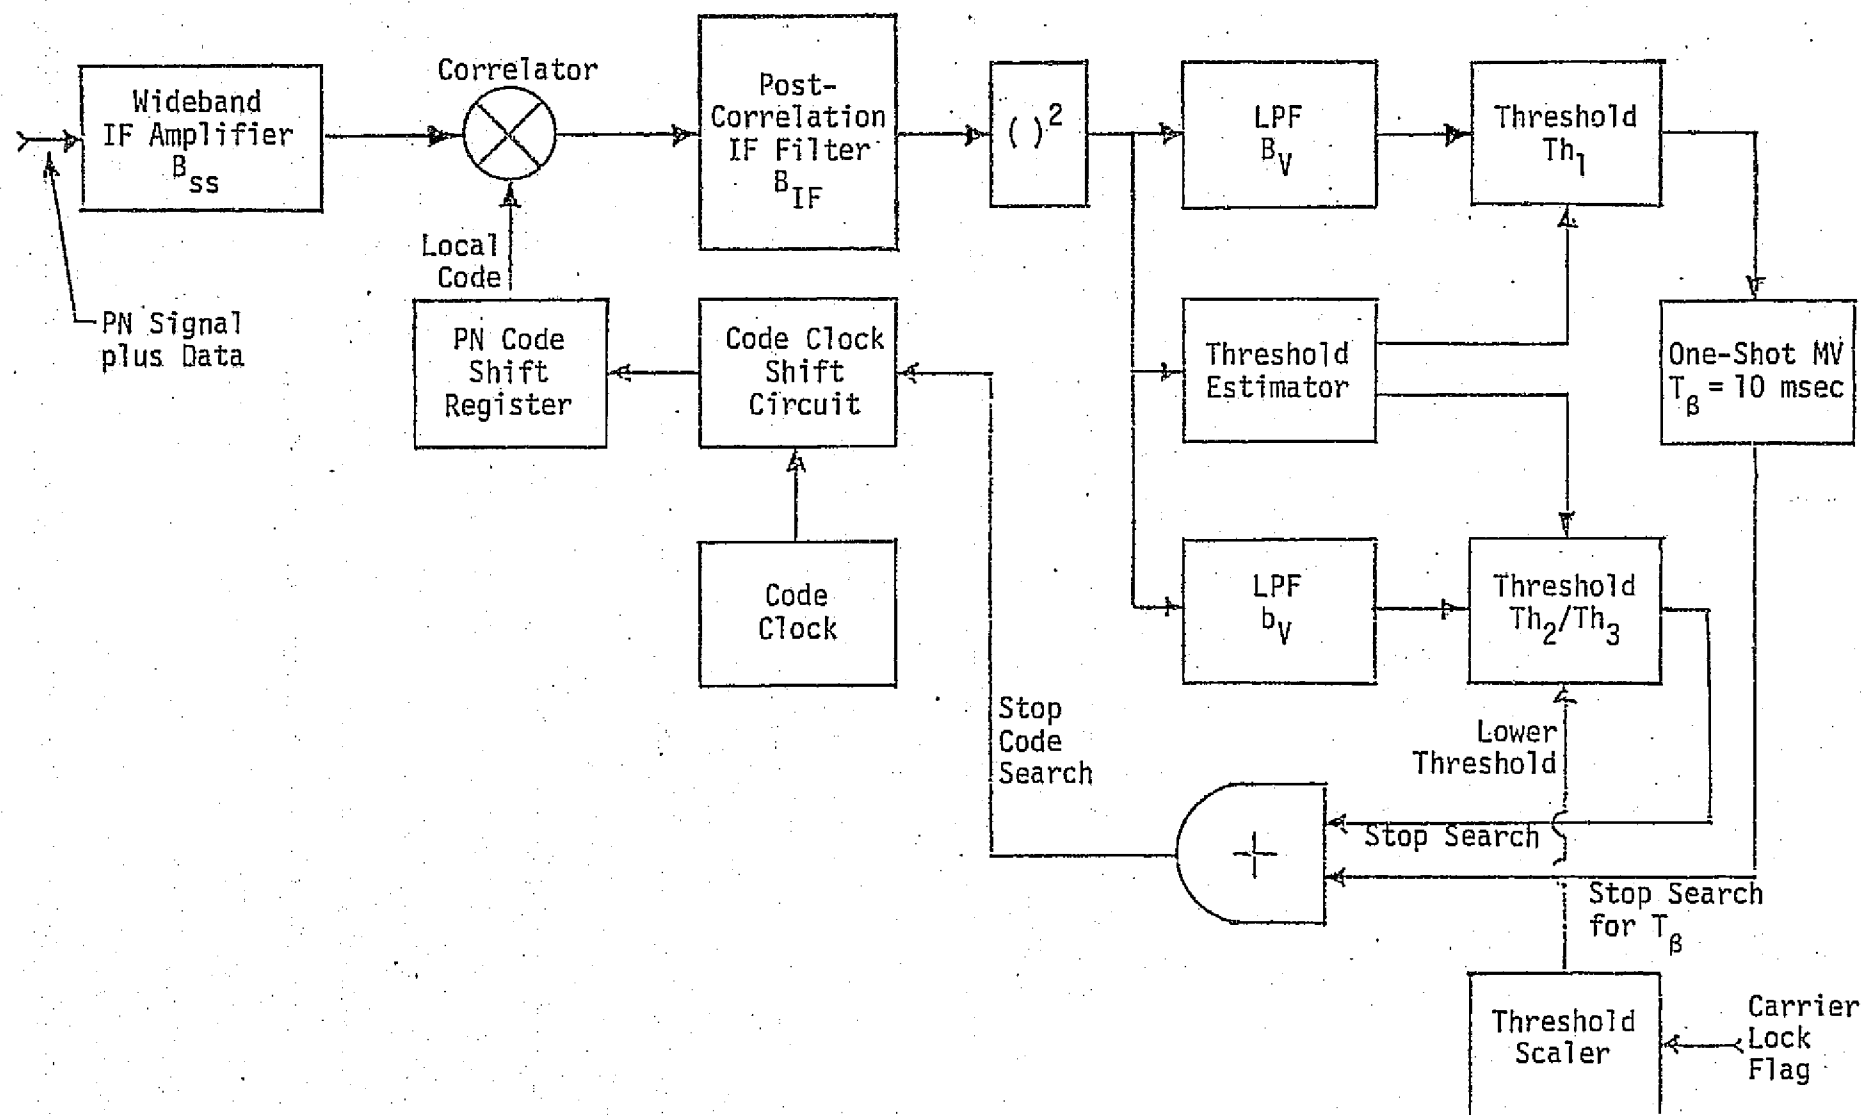 Wideband
IF Amplifier
B_ss
Correlator
Post-
Correlation
IF Filter
B_IF
( )²
LPF
B_V
Threshold
Th₁
Local
Code
PN Signal
plus Data
PN Code
Shift
Register
Code Clock
Shift
Circuit
Threshold
Estimator
One-Shot MV
T_β = 10 msec
Code
Clock
LPF
b_V
Threshold
Th₂/Th₃
Stop
Code
Search
Lower
Threshold
+
Stop Search
Stop Search
for T_β
Threshold
Scaler
Carrier
Lock
Flag